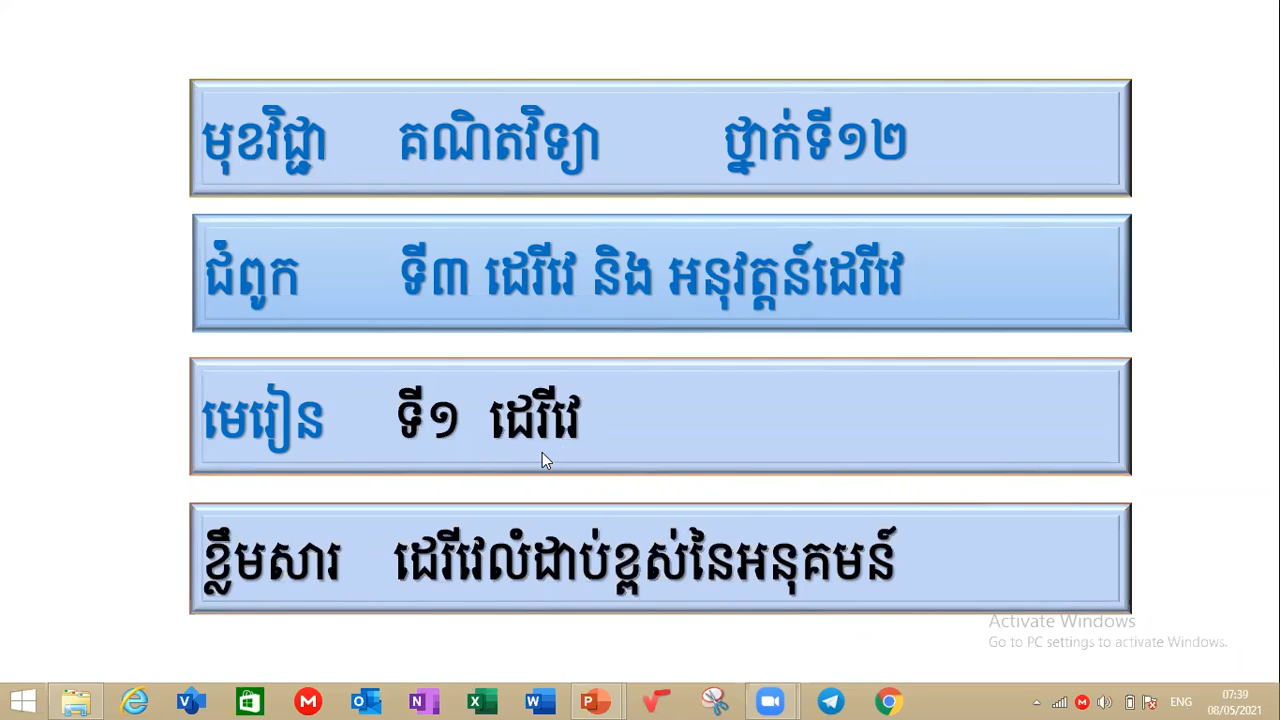 មុខវិជ្ជា គណិតវិទ្យា ថ្នាក់ទី១២
ជំពូក ទី៣ ដេរីវេ និង អនុវត្តន៍ដេរីវេ
មេរៀន ទី១ ដេរីវេ
ខ្លឹមសារ ដេរីវេលំដាប់ខ្ពស់នៃអនុគមន៍
Activate Windows
Go to PC settings to activate Windows.
ENG
07:39
08/05/2021